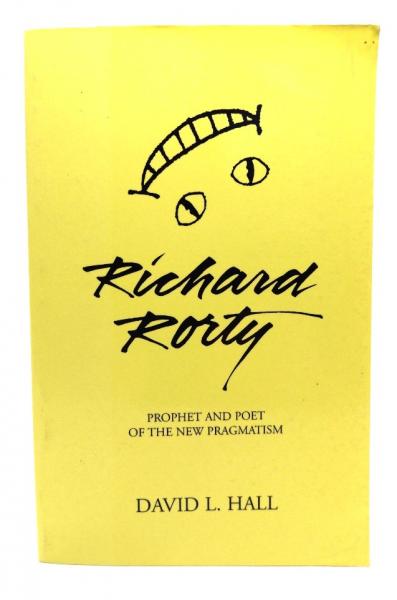 Richard
Rorty
PROPHET AND POET
OF THE NEW PRAGMATISM
DAVID L. HALL